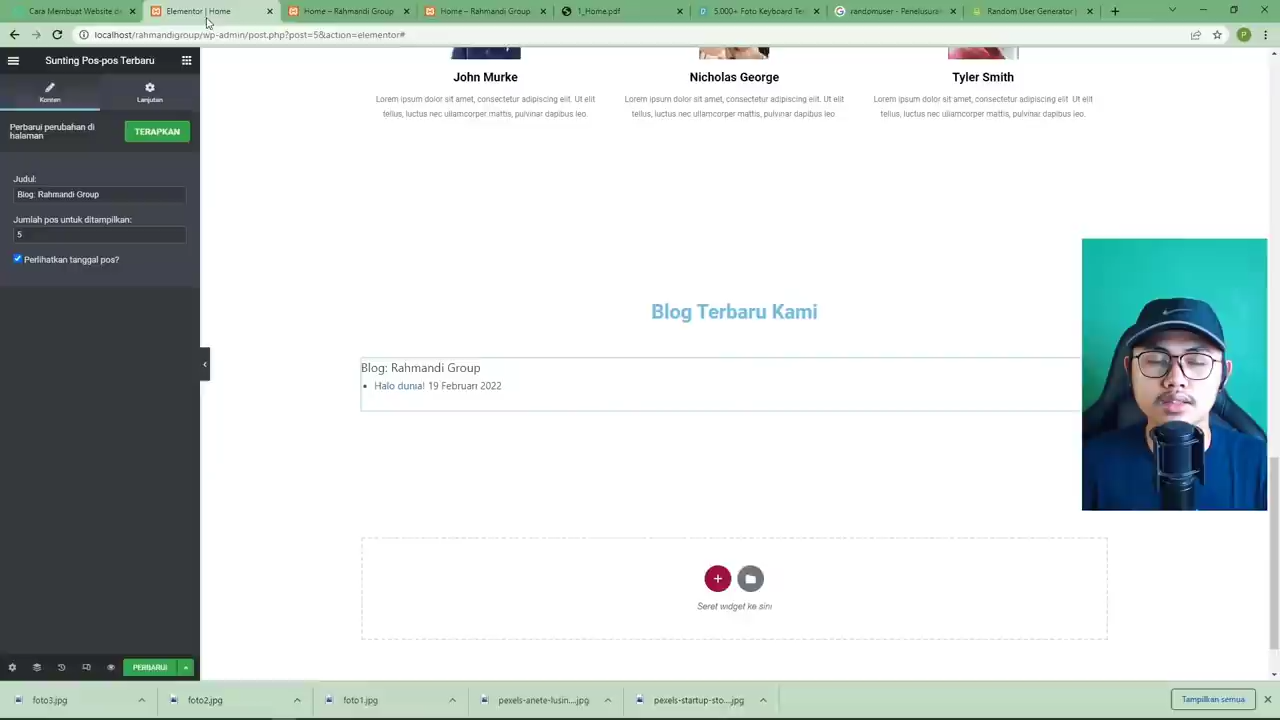 Cara Membuat Website da
Elementor | Home
Home – Rahmandi Group
Home – Rahmandi Group
1_Home.pdf
5.000+ Foto Bekerja Te
randmuser - Penelusura
Random User Generator |
localhost/rahmandigroup/wp-admin/post.php?post=5&action=elementor#
P
Sunting Pos-pos Terbaru
Konten
Lanjutan
Perbarui perubahan di
halaman
TERAPKAN
Judul:
Blog: Rahmandi Group
Jumlah pos untuk ditampilkan:
5
Perlihatkan tanggal pos?
PERBARUI
John Murke
Nicholas George
Tyler Smith
Lorem ipsum dolor sit amet, consectetur adipiscing elit. Ut elit
tellus, luctus nec ullamcorper mattis, pulvinar dapibus leo.
Lorem ipsum dolor sit amet, consectetur adipiscing elit. Ut elit
tellus, luctus nec ullamcorper mattis, pulvinar dapibus leo.
Lorem ipsum dolor sit amet, consectetur adipiscing elit. Ut elit
tellus, luctus nec ullamcorper mattis, pulvinar dapibus leo.
Blog Terbaru Kami
Blog: Rahmandi Group
Halo dunia! 19 Februari 2022
Seret widget ke sini
foto3.jpg
foto2.jpg
foto1.jpg
pexels-anete-lusin....jpg
pexels-startup-sto....jpg
Tampilkan semua